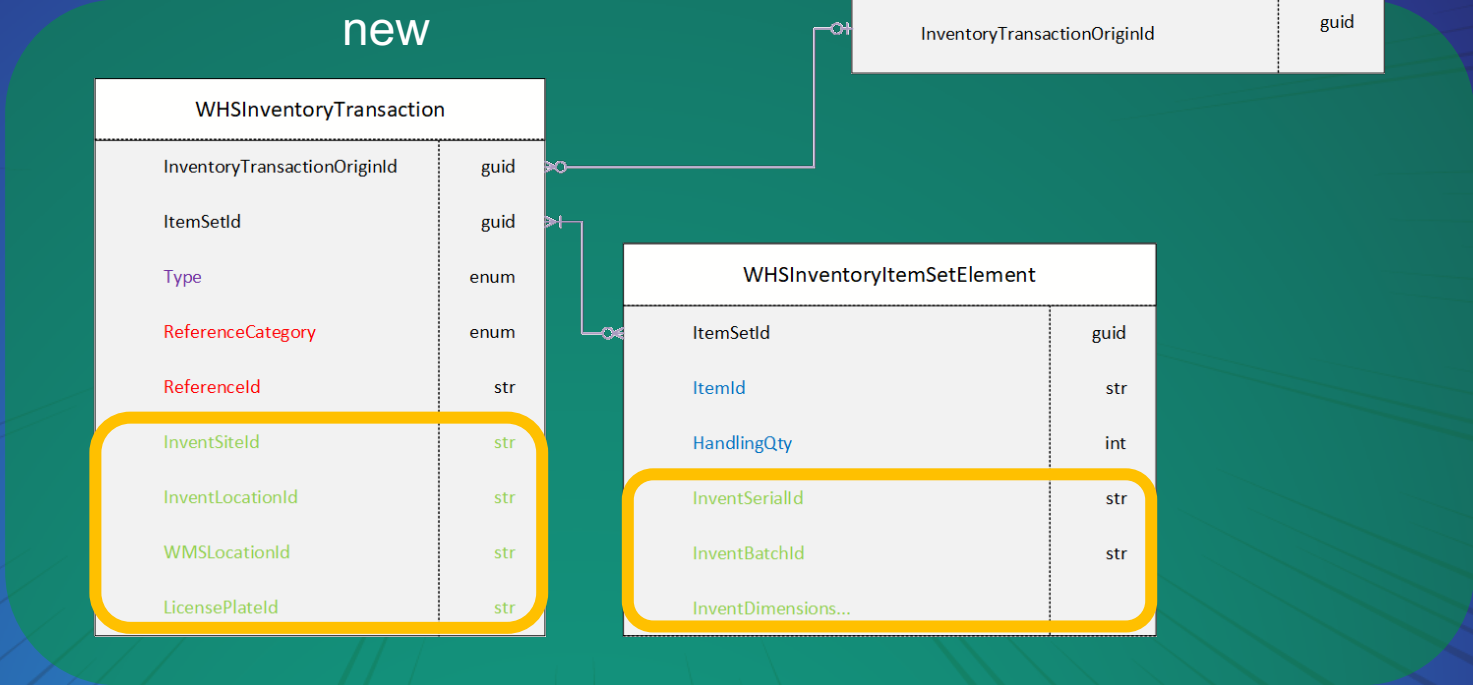 new
InventoryTransactionOriginId guid
WHSInventoryTransaction
InventoryTransactionOriginId guid
ItemSetId guid
Type enum
ReferenceCategory enum
ReferenceId str
InventSiteId str
InventLocationId str
WMSLocationId str
LicensePlateId str
WHSInventoryItemSetElement
ItemSetId guid
ItemId str
HandlingQty int
InventSerialId str
InventBatchId str
InventDimensions...